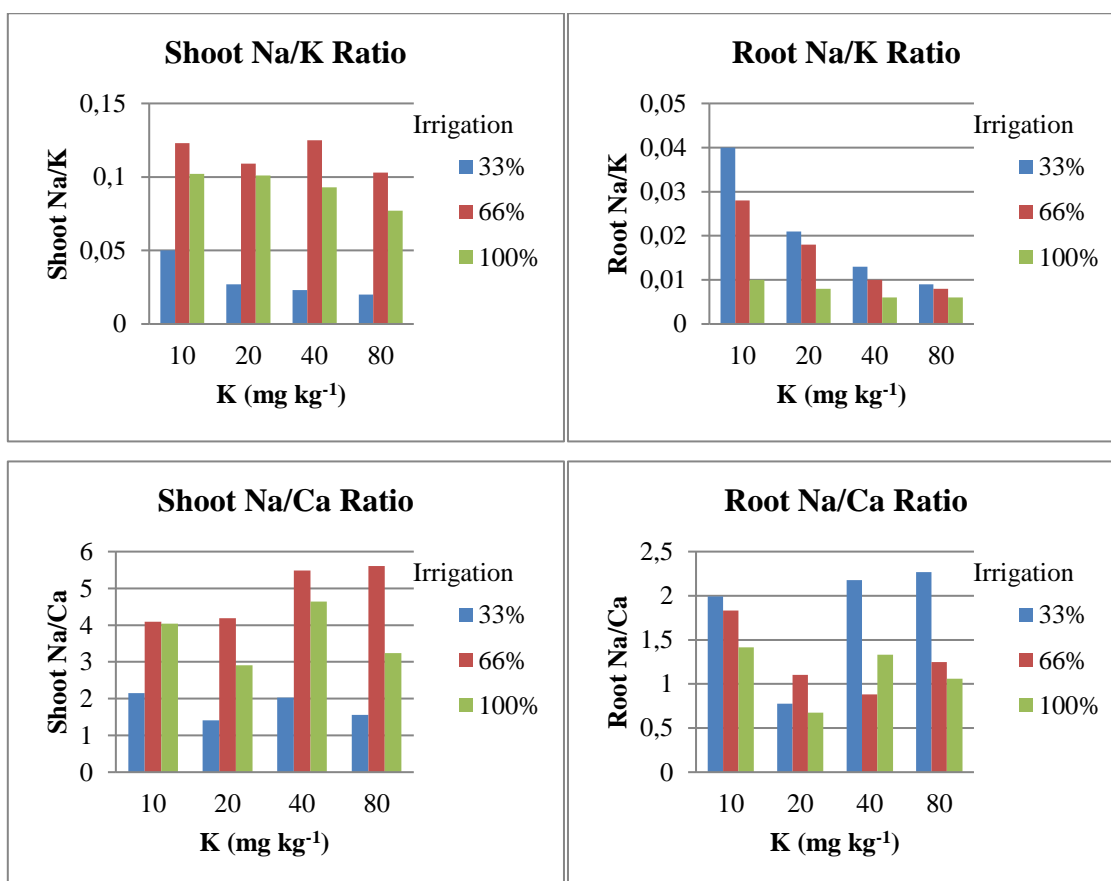 Shoot Na/K Ratio
Shoot Na/K
0,15
0,1
0,05
0
10 20 40 80
K (mg kg-1)
Irrigation
33%
66%
100%
Root Na/K Ratio
Root Na/K
0,05
0,04
0,03
0,02
0,01
0
10 20 40 80
K (mg kg-1)
Irrigation
33%
66%
100%
Shoot Na/Ca Ratio
Shoot Na/Ca
6
5
4
3
2
1
0
10 20 40 80
K (mg kg-1)
Irrigation
33%
66%
100%
Root Na/Ca Ratio
Root Na/Ca
2,5
2
1,5
1
0,5
0
10 20 40 80
K (mg kg-1)
Irrigation
33%
66%
100%